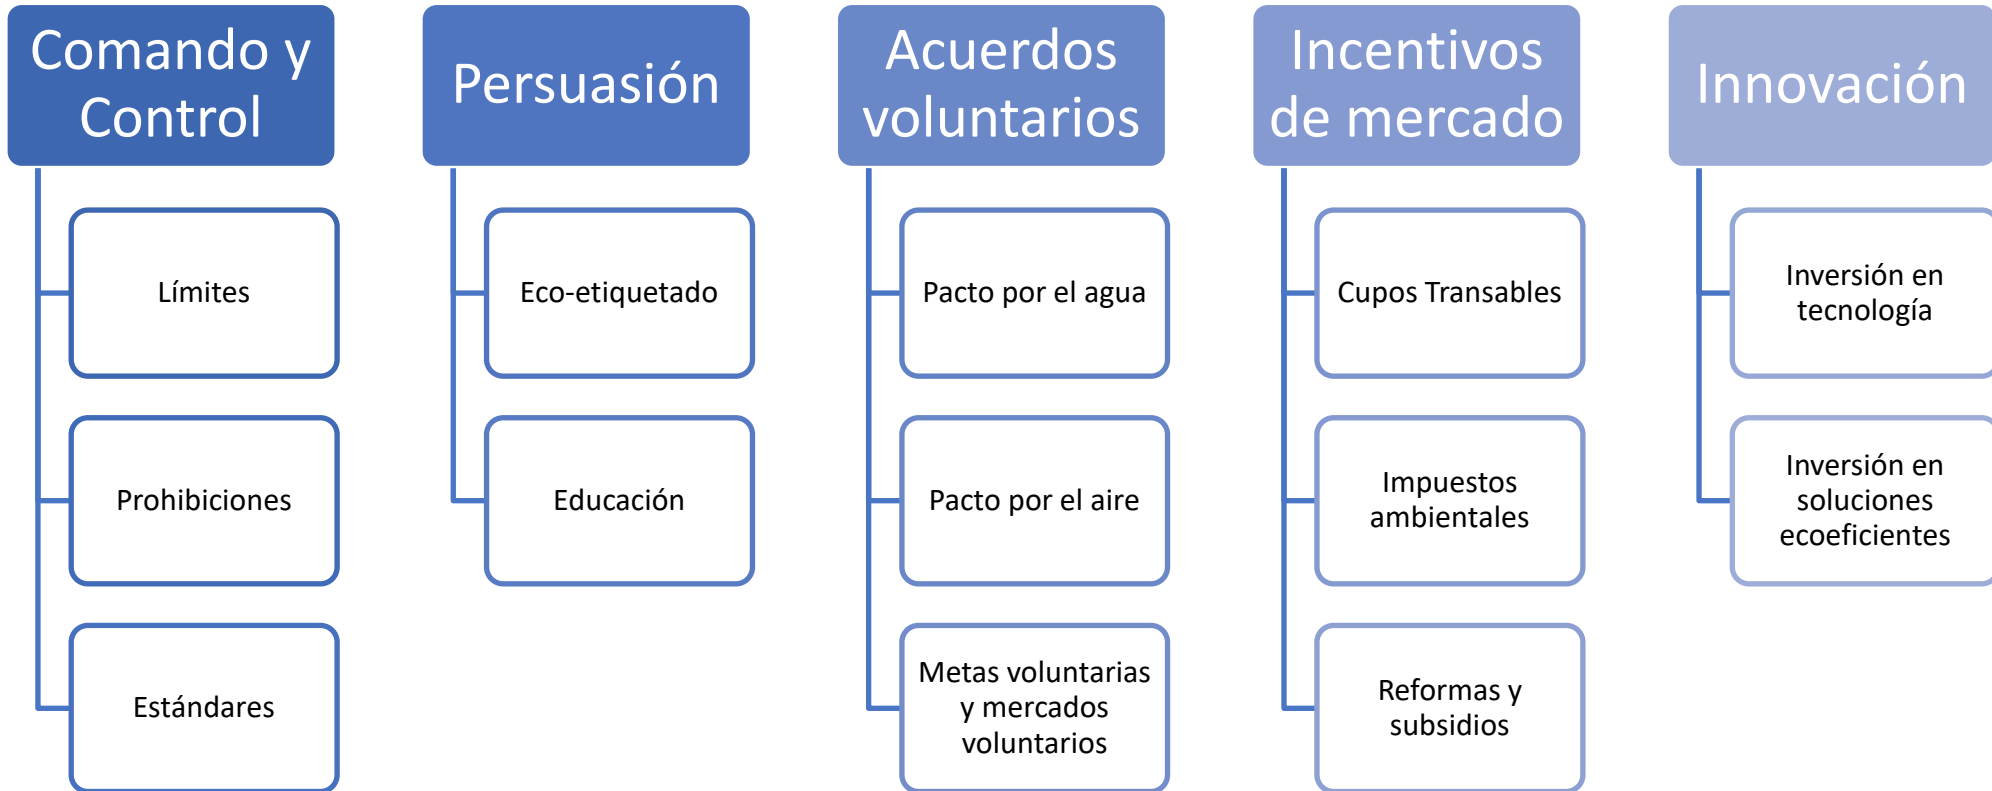 Comando y
Control
Límites
Prohibiciones
Estándares
Persuasión
Eco-etiquetado
Educación
Acuerdos
voluntarios
Pacto por el agua
Pacto por el aire
Metas voluntarias
y mercados
voluntarios
Incentivos
de mercado
Cupos Transables
Impuestos
ambientales
Reformas y
subsidios
Innovación
Inversión en
tecnología
Inversión en
soluciones
ecoeficientes